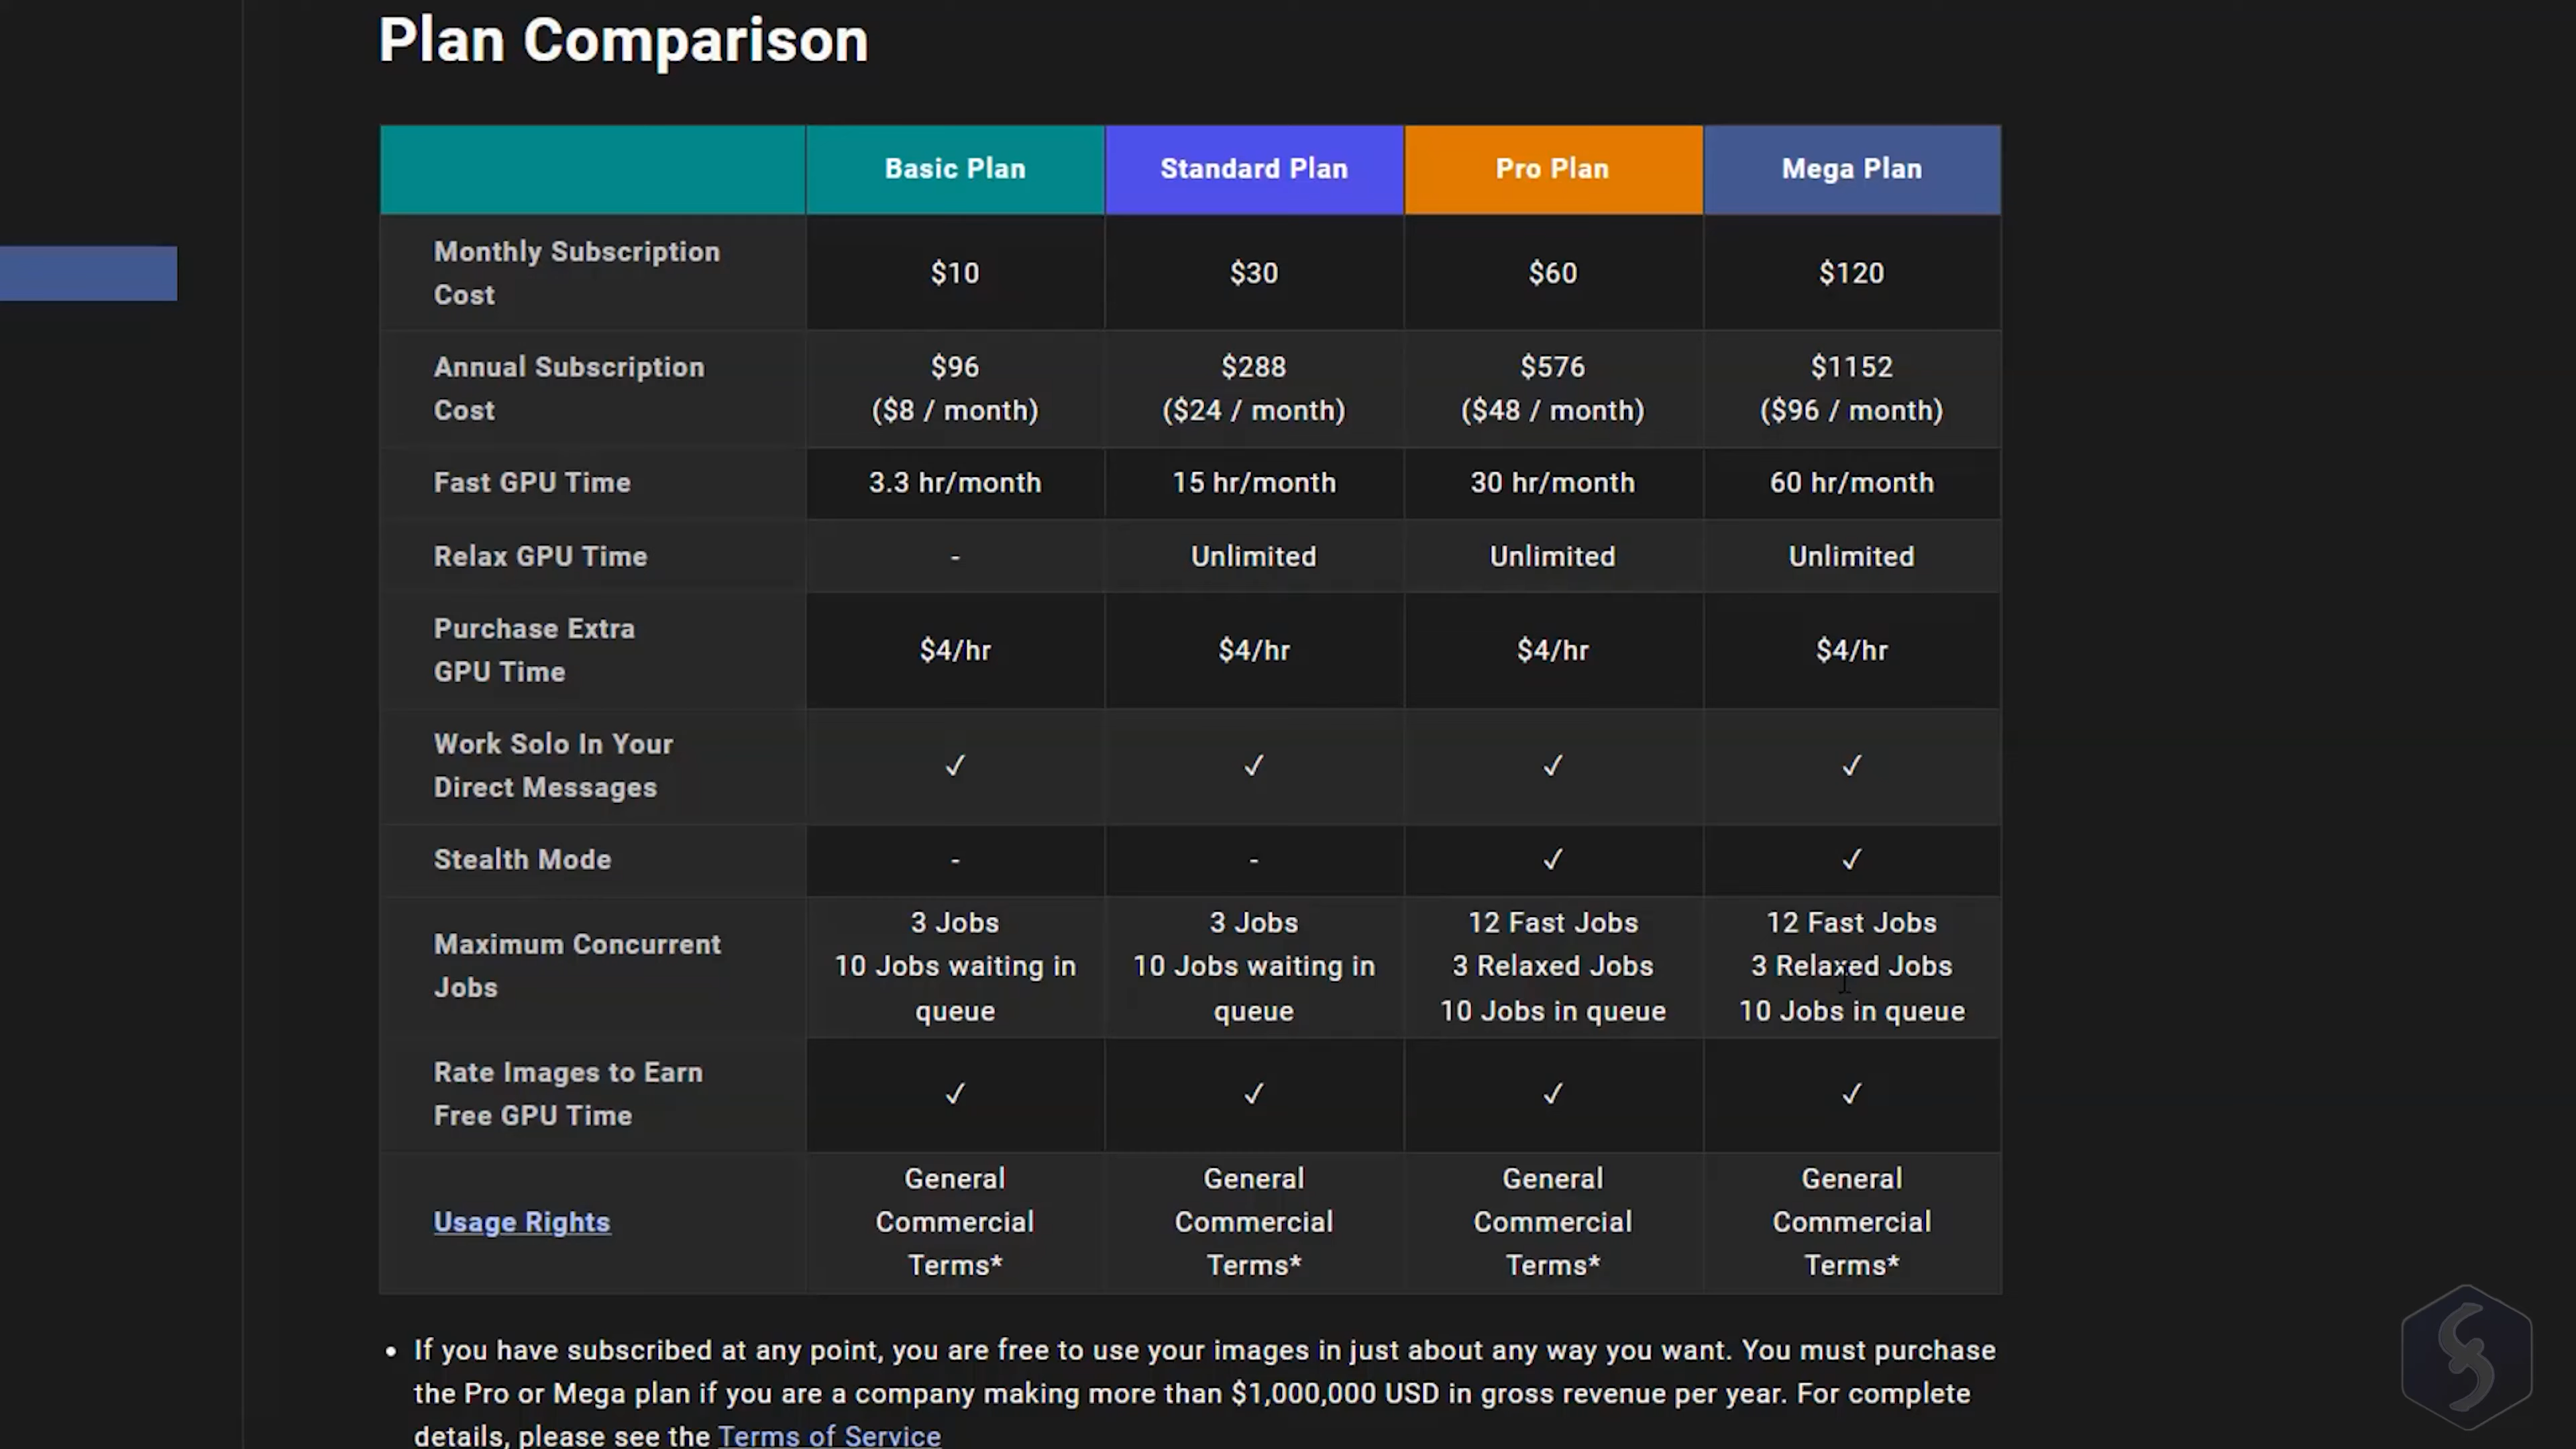 Plan Comparison
Basic Plan Standard Plan Pro Plan Mega Plan
Monthly Subscription
Cost
$10 $30 $60 $120
Annual Subscription
Cost
$96 $288 $576 $1152
($8 / month) ($24 / month) ($48 / month) ($96 / month)
Fast GPU Time 3.3 hr/month 15 hr/month 30 hr/month 60 hr/month
Relax GPU Time - Unlimited Unlimited Unlimited
Purchase Extra
GPU Time
$4/hr $4/hr $4/hr $4/hr
Work Solo In Your
Direct Messages
✓ ✓ ✓ ✓
Stealth Mode - - ✓ ✓
Maximum Concurrent
Jobs
3 Jobs 3 Jobs 12 Fast Jobs 12 Fast Jobs
10 Jobs waiting in 10 Jobs waiting in 3 Relaxed Jobs 3 Relaxed Jobs
queue queue 10 Jobs in queue 10 Jobs in queue
Rate Images to Earn
Free GPU Time
✓ ✓ ✓ ✓
Usage Rights
General General General General
Commercial Commercial Commercial Commercial
Terms* Terms* Terms* Terms*
• If you have subscribed at any point, you are free to use your images in just about any way you want. You must purchase
the Pro or Mega plan if you are a company making more than $1,000,000 USD in gross revenue per year. For complete
details, please see the Terms of Service